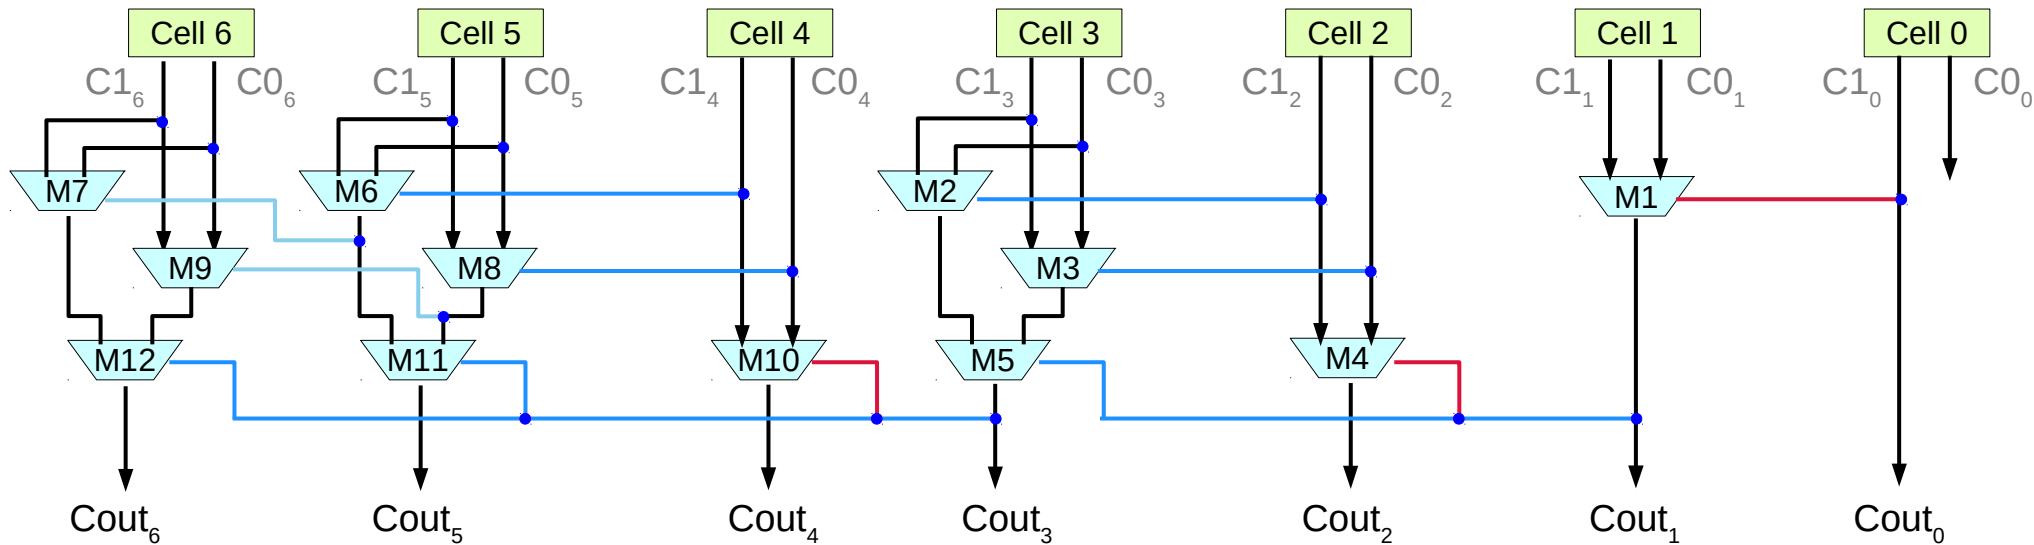 Cell 6 Cell 5 Cell 4 Cell 3 Cell 2 Cell 1 Cell 0
C1₆ C0₆ C1₅ C0₅ C1₄ C0₄ C1₃ C0₃ C1₂ C0₂ C1₁ C0₁ C1₀ C0₀
M7 M6 M2 M1
M9 M8 M3
M12 M11 M10 M5 M4
Cout₆ Cout₅ Cout₄ Cout₃ Cout₂ Cout₁ Cout₀